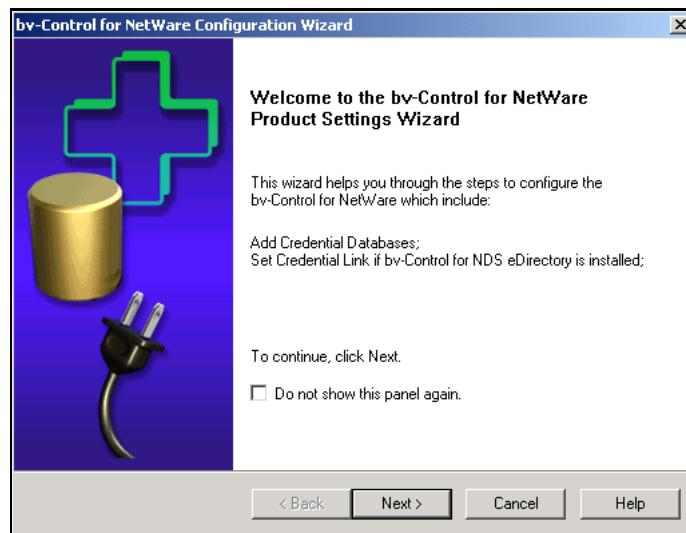 bv-Control for NetWare Configuration Wizard
Welcome to the bv-Control for NetWare
Product Settings Wizard
This wizard helps you through the steps to configure the
bv-Control for NetWare which include:
Add Credential Databases;
Set Credential Link if bv-Control for NDS eDirectory is installed;
To continue, click Next.
Do not show this panel again.
< Back
Next >
Cancel
Help